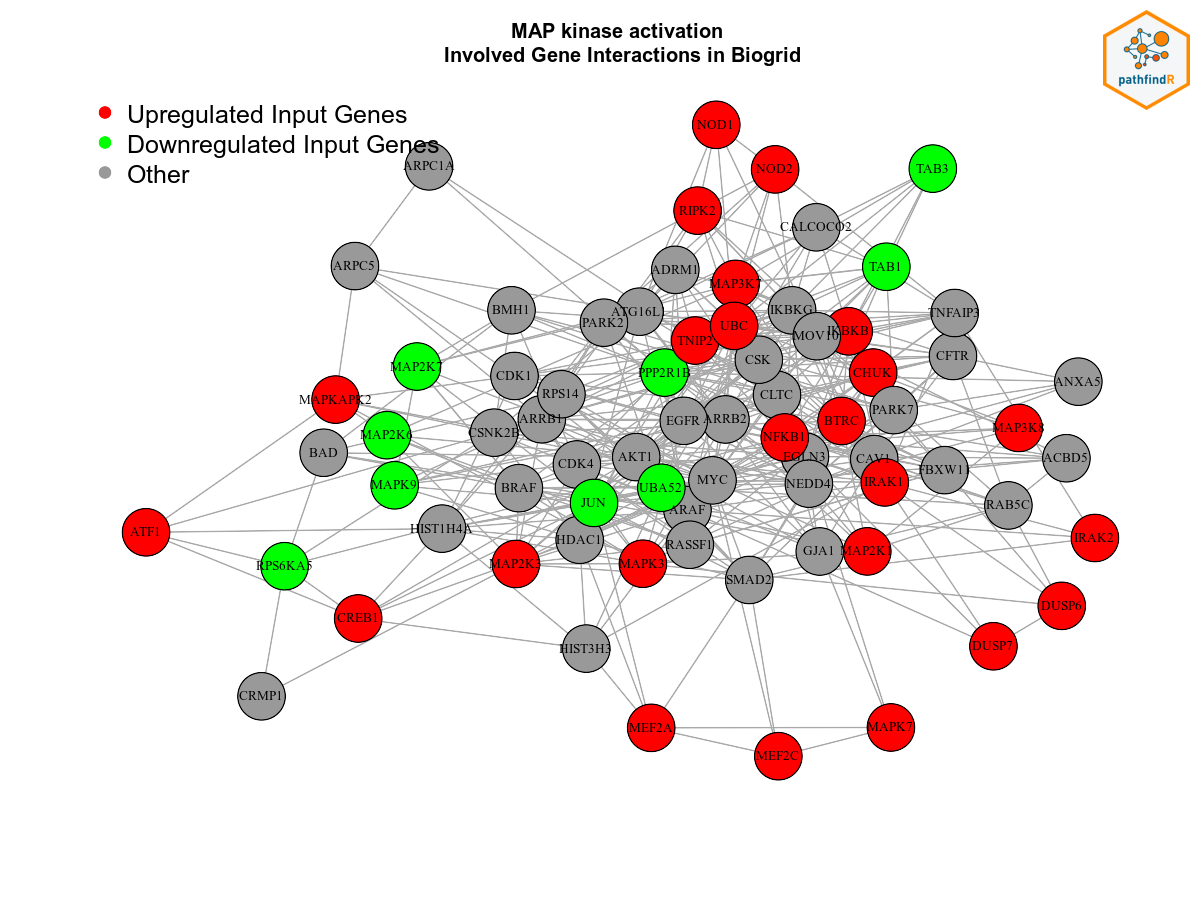 MAP kinase activation
Involved Gene Interactions in Biogrid
pathfindR
Upregulated Input Genes
Downregulated Input Genes
Other
NOD1
ARPC1A
NOD2
TAB3
RIPK2
CALCOCO2
ARPC5
ADRM1
TAB1
MAP3K7
BMH1
ATG16L1
IKBKG
TNFAIP3
PARK2
UBC
IKBKB
MOV10
TNIP2
CFTR
CSK
MAP2K7
CDK1
PPP2R1B
CHUK
ANXA5
RPS14
CLTC
MAPKAPK2
PARK7
ARRB1
EGFR
ARRB2
BTRC
MAP3K8
CSNK2B
MAP2K6
NFKB1
BAD
AKT1
EGLN3
CAV1
ACBD5
CDK4
FBXW11
MYC
MAPK9
BRAF
UBA52
NEDD4
IRAK1
JUN
RAB5C
ARAF
HIST1H4A
ATF1
HDAC1
RASSF1
IRAK2
GJA1
RPS6KA5
MAP2K3
MAPK3
SMAD2
DUSP6
CREB1
HIST3H3
DUSP7
CRMP1
MEF2A
MAPK7
MEF2C